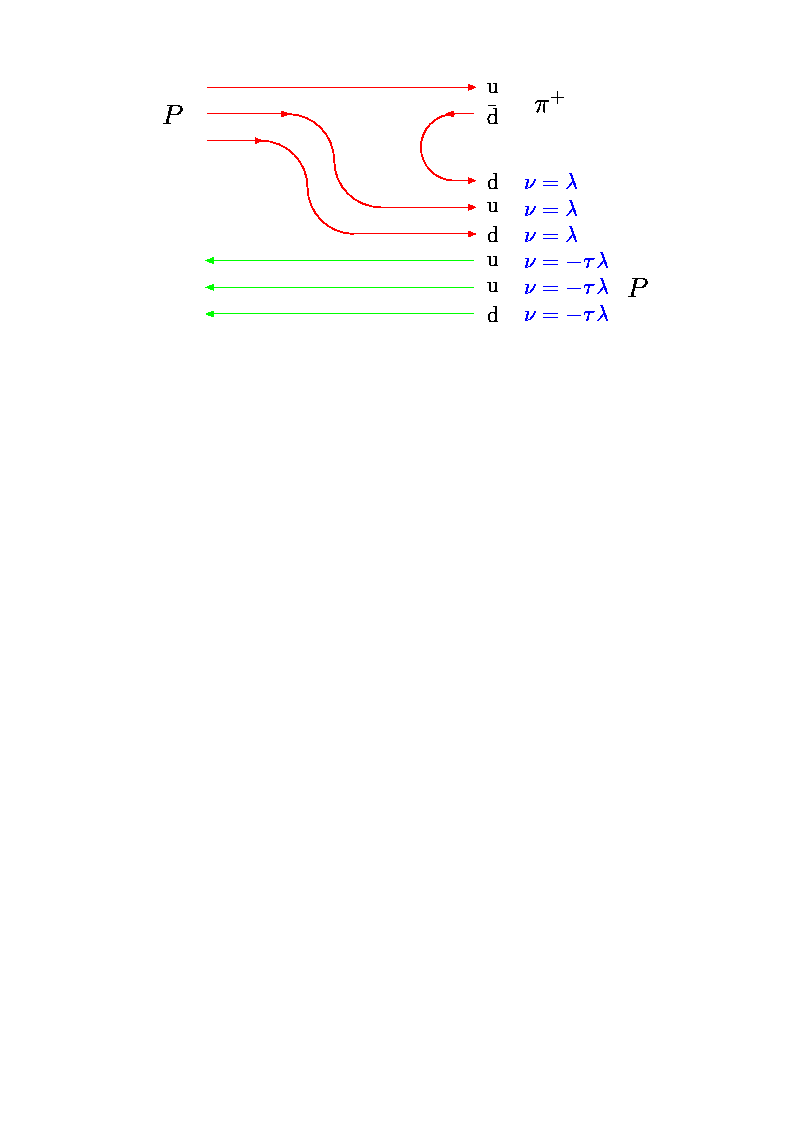 u
P d̄ π⁺
d ν = λ
u ν = λ
d ν = λ
u ν = −τλ
u ν = −τλ P
d ν = −τλ